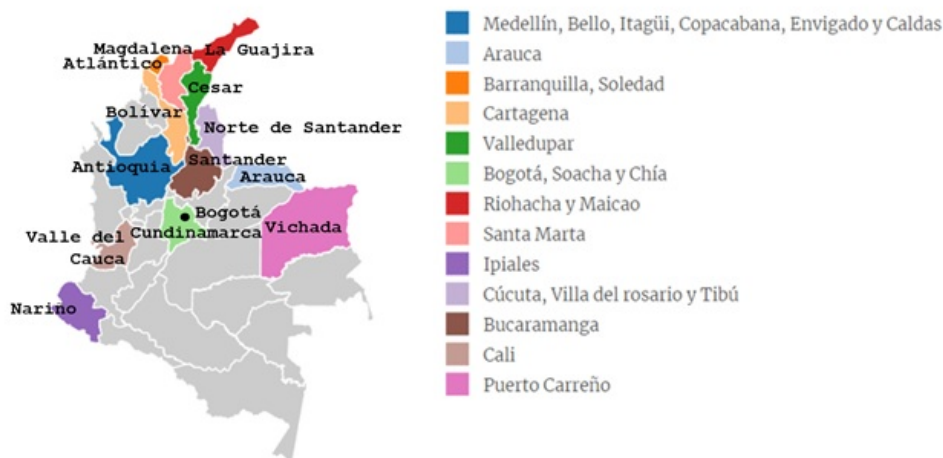 Magdalena La Guajira
Atlántico
Cesar
Bolívar
Norte de Santander
Santander
Antioquia
Arauca
Bogotá
Cundinamarca
Vichada
Valle del
Cauca
Nariño
Medellín, Bello, Itagüi, Copacabana, Envigado y Caldas
Arauca
Barranquilla, Soledad
Cartagena
Valledupar
Bogotá, Soacha y Chía
Riohacha y Maicao
Santa Marta
Ipiales
Cúcuta, Villa del rosario y Tibú
Bucaramanga
Cali
Puerto Carreño